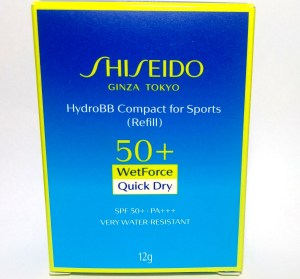 SHISEIDO
GINZA TOKYO
HydroBB Compact for Sports
(Refill)
50+
WetForce
Quick Dry
SPF 50+ · PA+++
VERY WATER-RESISTANT
12g